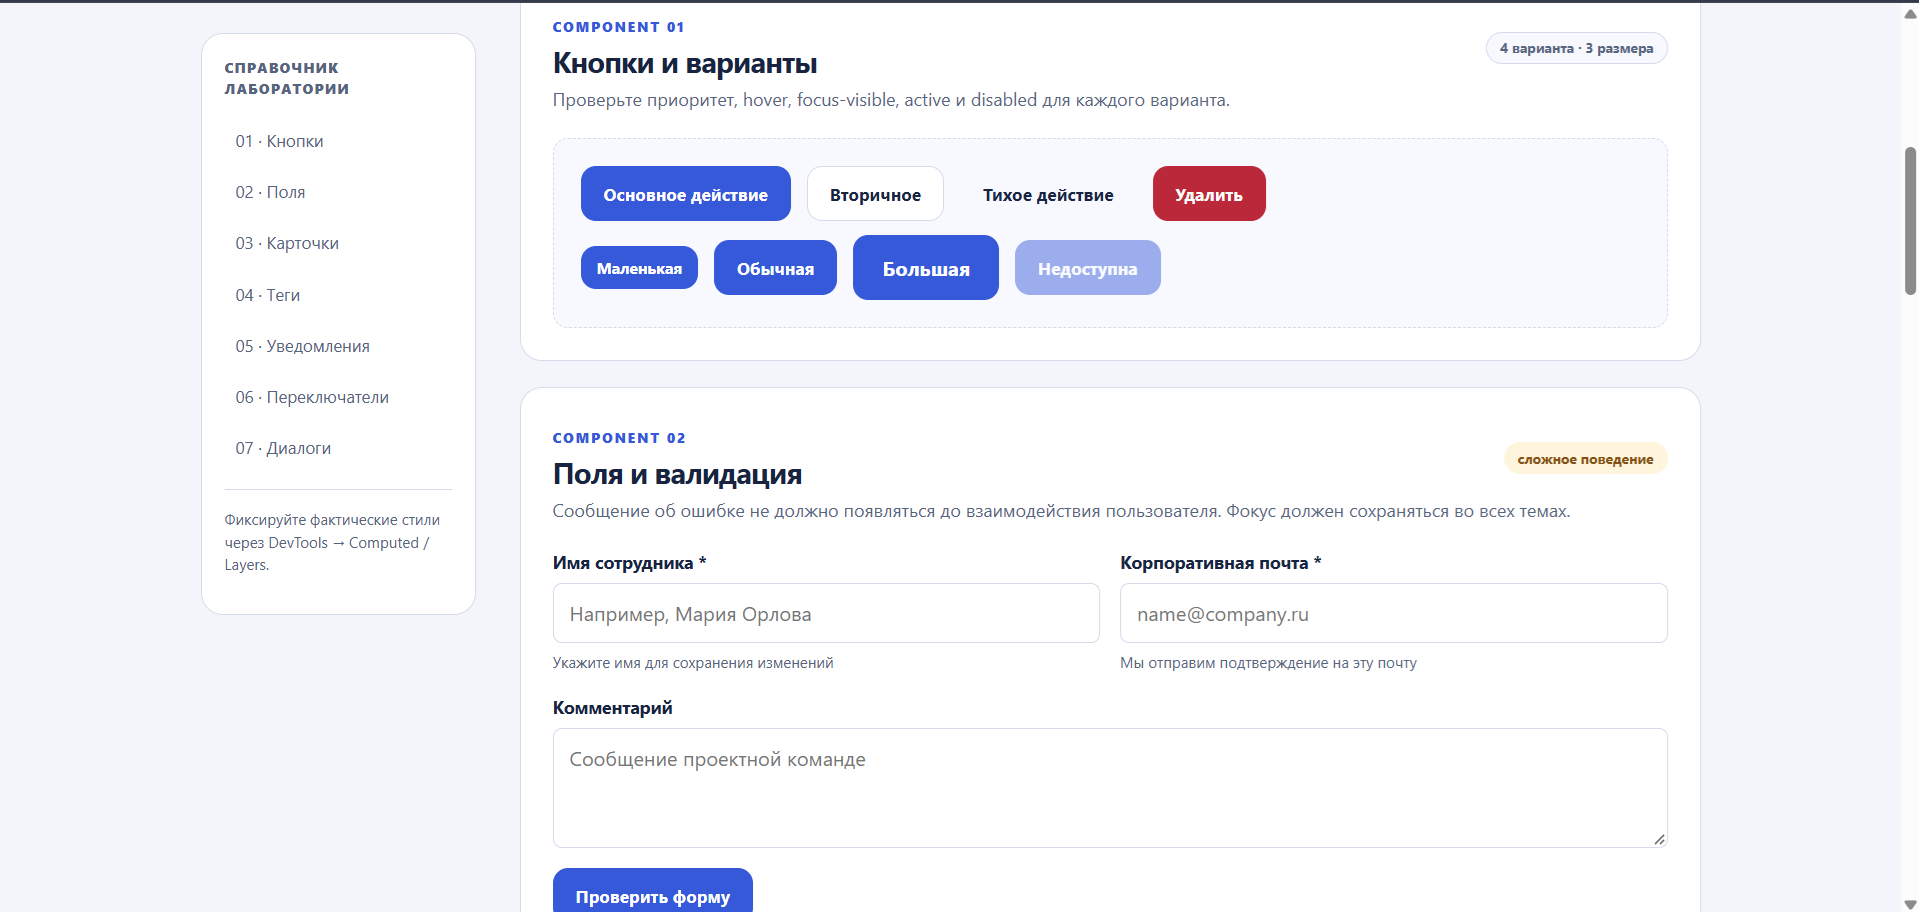 СПРАВОЧНИК
ЛАБОРАТОРИИ
01 · Кнопки
02 · Поля
03 · Карточки
04 · Теги
05 · Уведомления
06 · Переключатели
07 · Диалоги
Фиксируйте фактические стили
через DevTools → Computed /
Layers.
COMPONENT 01
Кнопки и варианты
4 варианта · 3 размера
Проверьте приоритет, hover, focus-visible, active и disabled для каждого варианта.
Основное действие Вторичное Тихое действие Удалить
Маленькая Обычная Большая Недоступна
COMPONENT 02
Поля и валидация
сложное поведение
Сообщение об ошибке не должно появляться до взаимодействия пользователя. Фокус должен сохраняться во всех темах.
Имя сотрудника * Корпоративная почта *
Например, Мария Орлова name@company.ru
Укажите имя для сохранения изменений Мы отправим подтверждение на эту почту
Комментарий
Сообщение проектной команде
Проверить форму